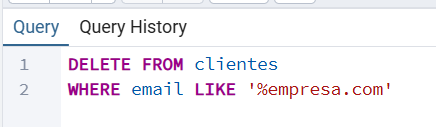 Query Query History
1 DELETE FROM clientes
2 WHERE email LIKE '%empresa.com'